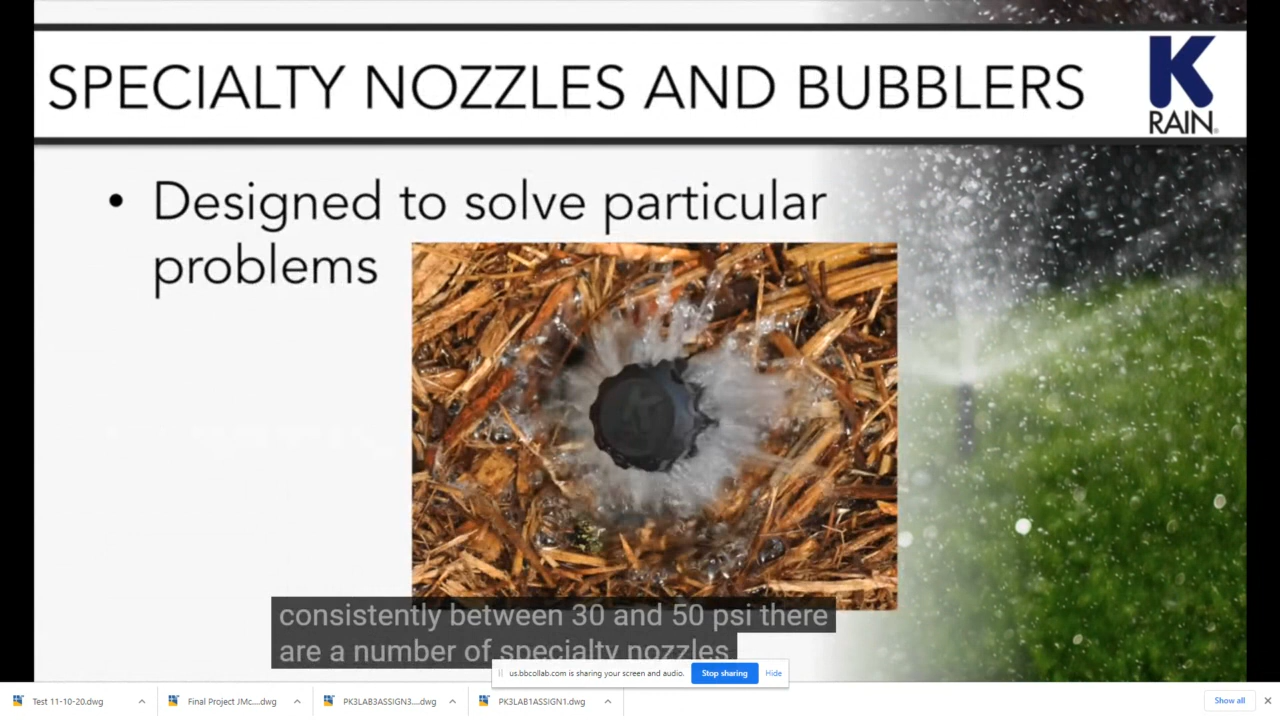 SPECIALTY NOZZLES AND BUBBLERS
K
RAIN®
• Designed to solve particular
problems
K
consistently between 30 and 50 psi there
are a number of specialty nozzles
us.bbcollab.com is sharing your screen and audio.
Stop sharing
Hide
Test 11-10-20.dwg
Final Project JMc....dwg
PK3LAB3ASSIGN3....dwg
PK3LAB1ASSIGN1.dwg
Show all